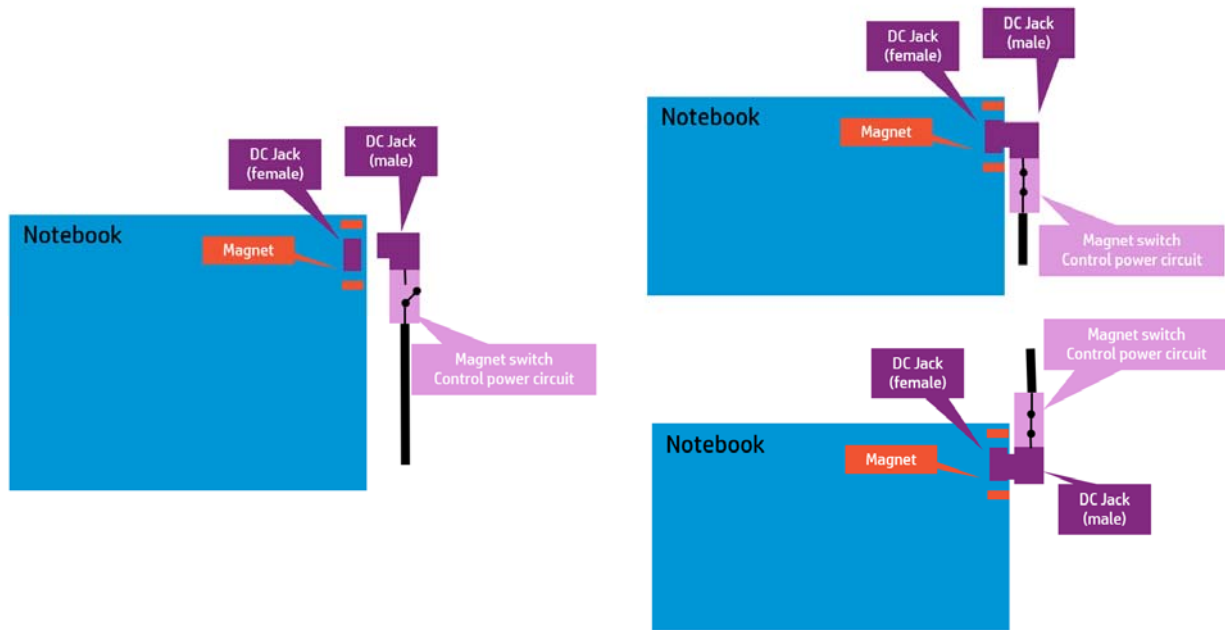 DC Jack
(female)
DC Jack
(male)
Notebook
Magnet
Magnet switch
Control power circuit
DC Jack
(female)
DC Jack
(male)
Notebook
Magnet
Magnet switch
Control power circuit
Magnet switch
Control power circuit
DC Jack
(female)
Notebook
Magnet
DC Jack
(male)